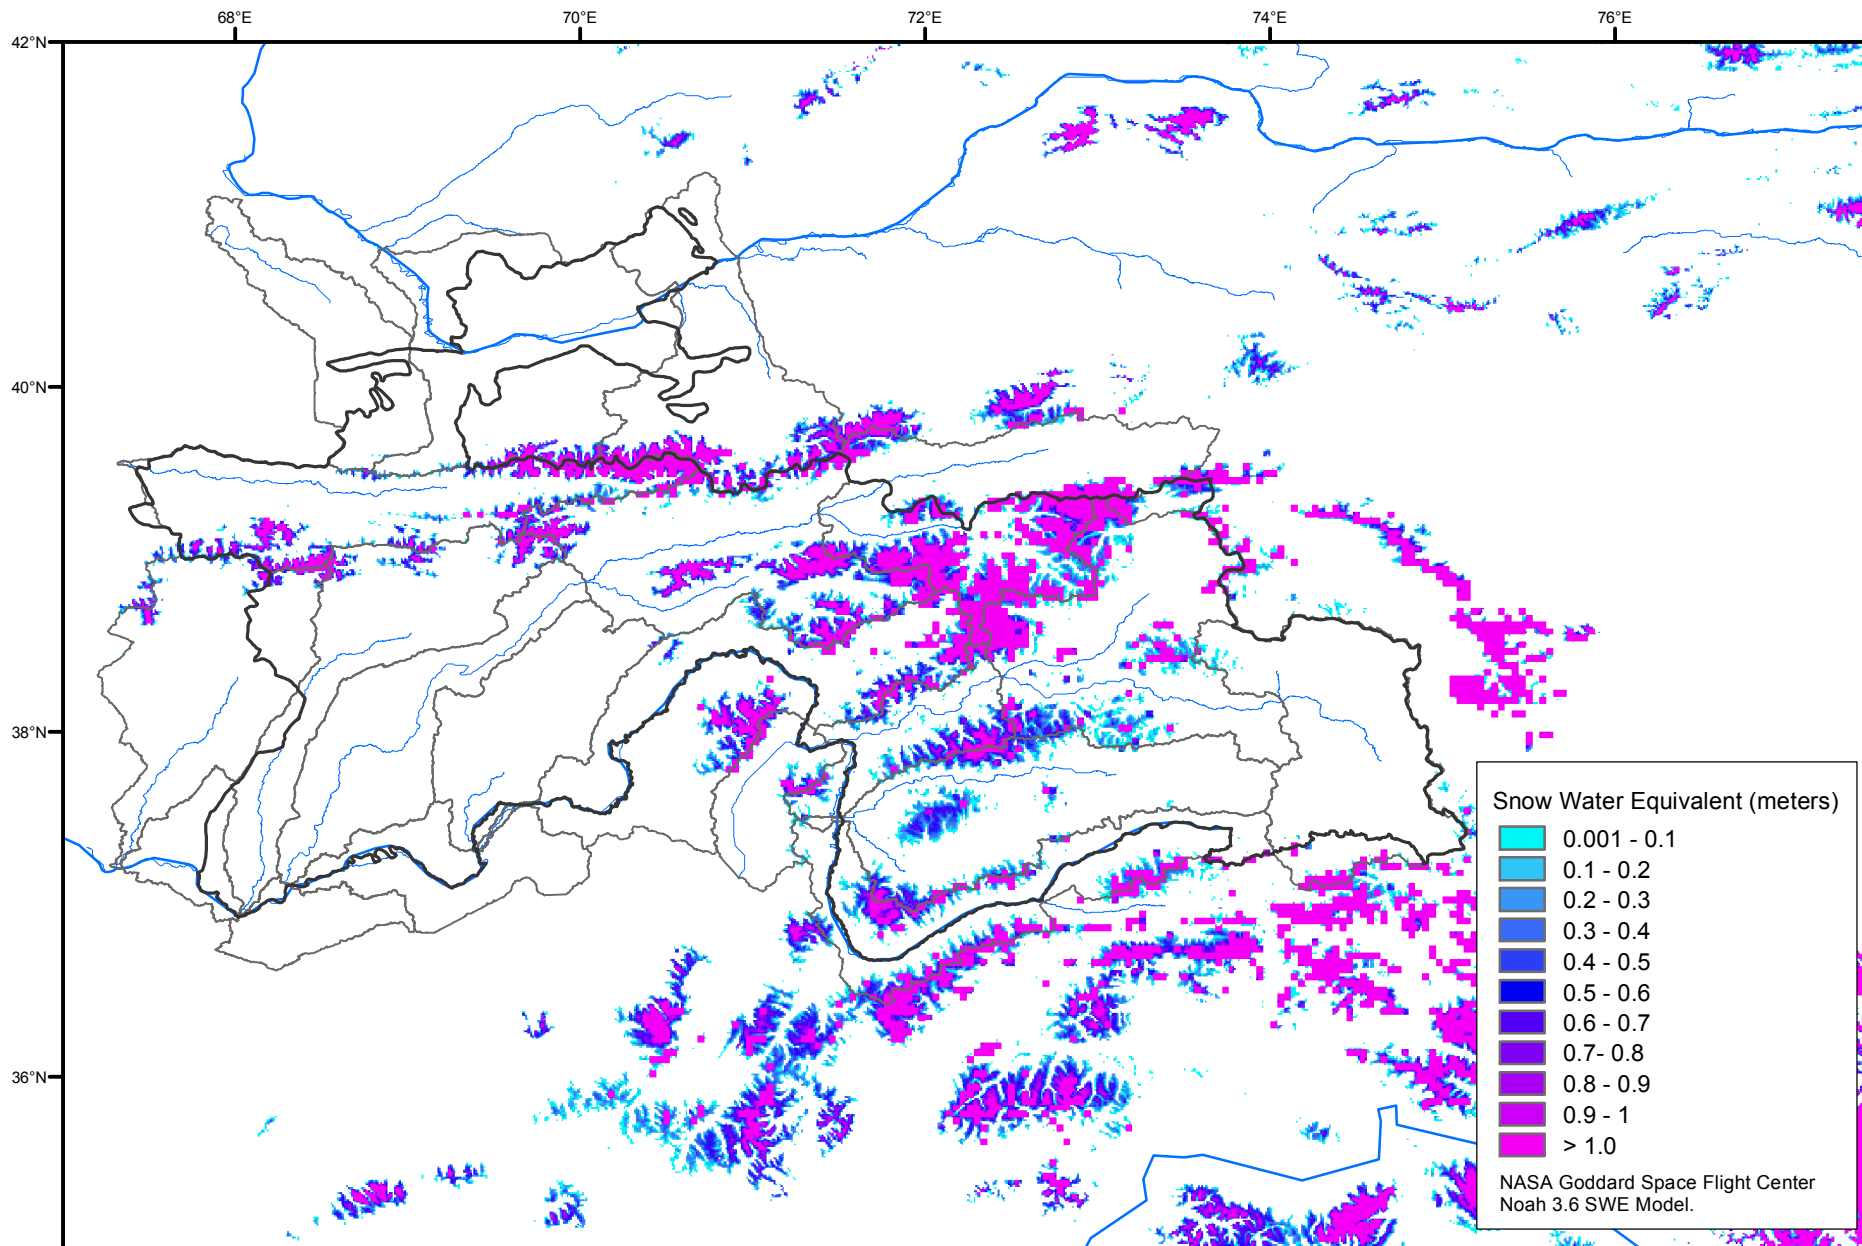 68°E 70°E 72°E 74°E 76°E
42°N
40°N
38°N
36°N
Snow Water Equivalent (meters)
0.001 - 0.1
0.1 - 0.2
0.2 - 0.3
0.3 - 0.4
0.4 - 0.5
0.5 - 0.6
0.6 - 0.7
0.7- 0.8
0.8 - 0.9
0.9 - 1
> 1.0
NASA Goddard Space Flight Center
Noah 3.6 SWE Model.